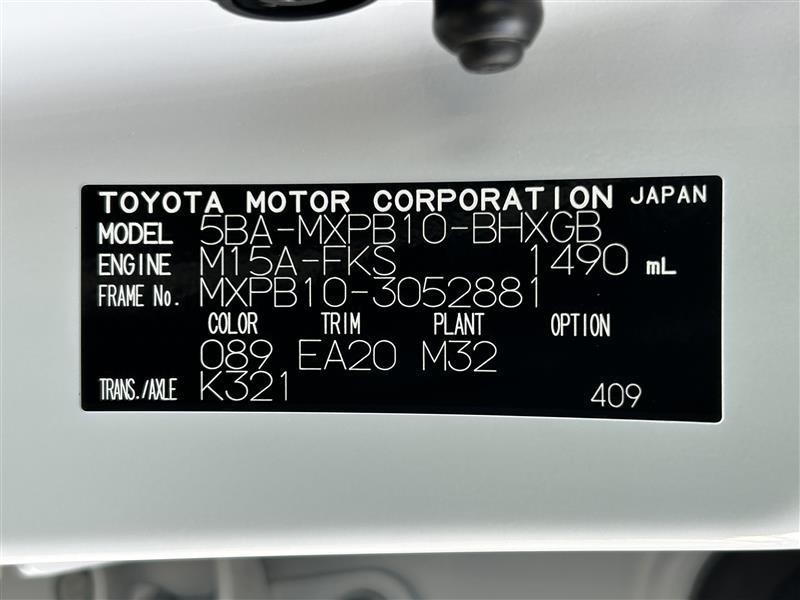 TOYOTA MOTOR CORPORATION JAPAN
MODEL 5BA-MXPB10-BHXGB
ENGINE M15A-FKS 1490 mL
FRAME No. MXPB10-3052881
COLOR TRIM PLANT OPTION
089 EA20 M32
TRANS./AXLE K321 409